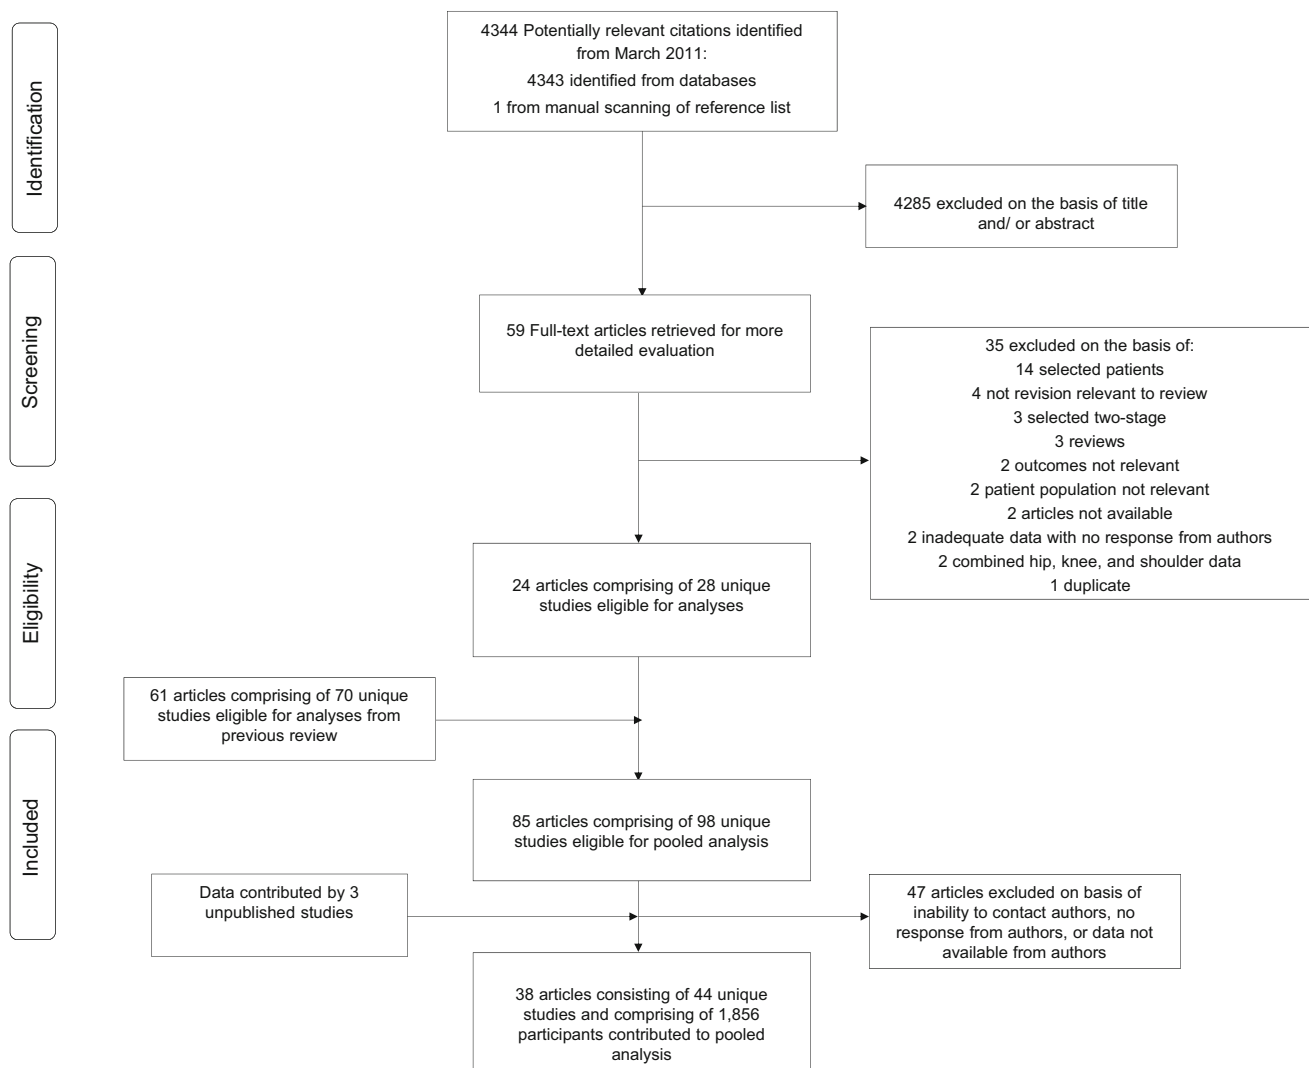 Identification
4344 Potentially relevant citations identified
from March 2011:
4343 identified from databases
1 from manual scanning of reference list
4285 excluded on the basis of title
and/ or abstract
Screening
59 Full-text articles retrieved for more
detailed evaluation
35 excluded on the basis of:
14 selected patients
4 not revision relevant to review
3 selected two-stage
3 reviews
2 outcomes not relevant
2 patient population not relevant
2 articles not available
2 inadequate data with no response from authors
2 combined hip, knee, and shoulder data
1 duplicate
Eligibility
24 articles comprising of 28 unique
studies eligible for analyses
61 articles comprising of 70 unique
studies eligible for analyses from
previous review
Included
85 articles comprising of 98 unique
studies eligible for pooled analysis
Data contributed by 3
unpublished studies
47 articles excluded on basis of
inability to contact authors, no
response from authors, or data not
available from authors
38 articles consisting of 44 unique
studies and comprising of 1,856
participants contributed to pooled
analysis